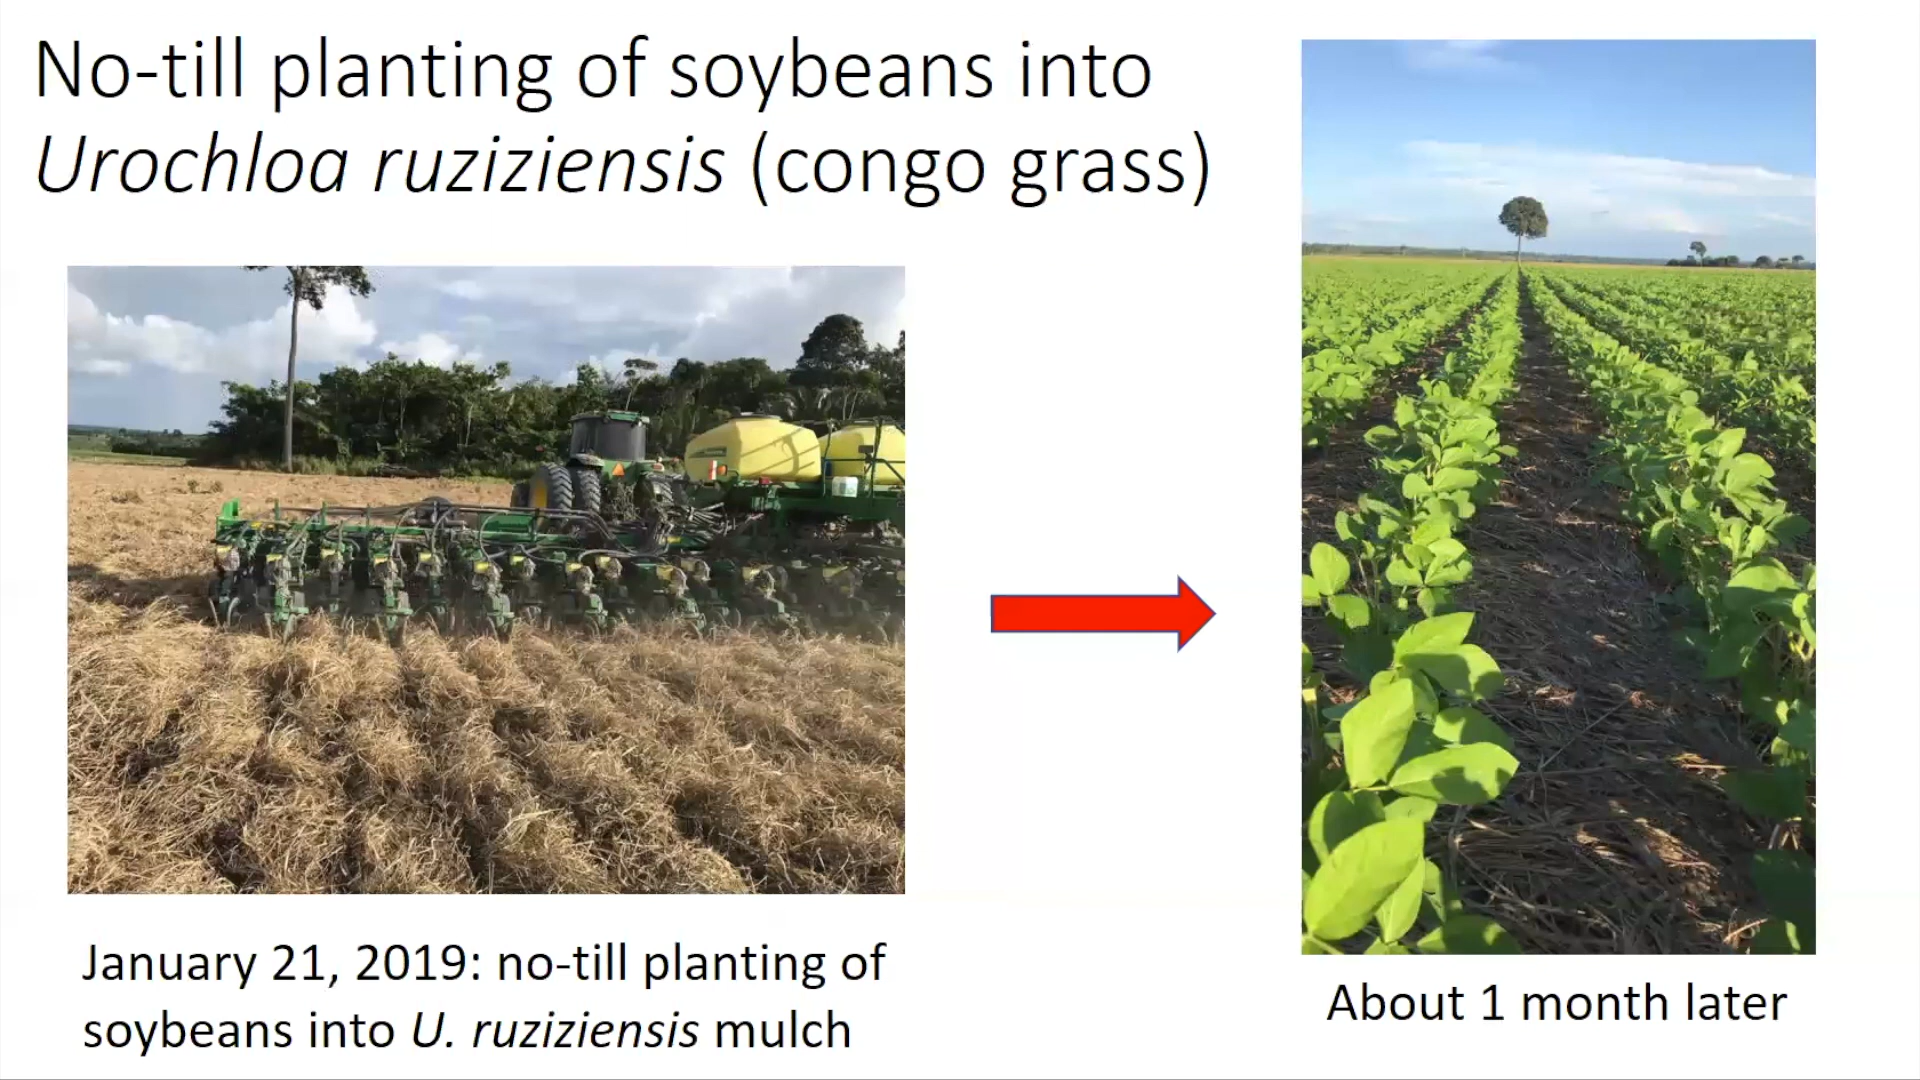 No-till planting of soybeans into
Urochloa ruziziensis (congo grass)
January 21, 2019: no-till planting of
soybeans into U. ruziziensis mulch
About 1 month later